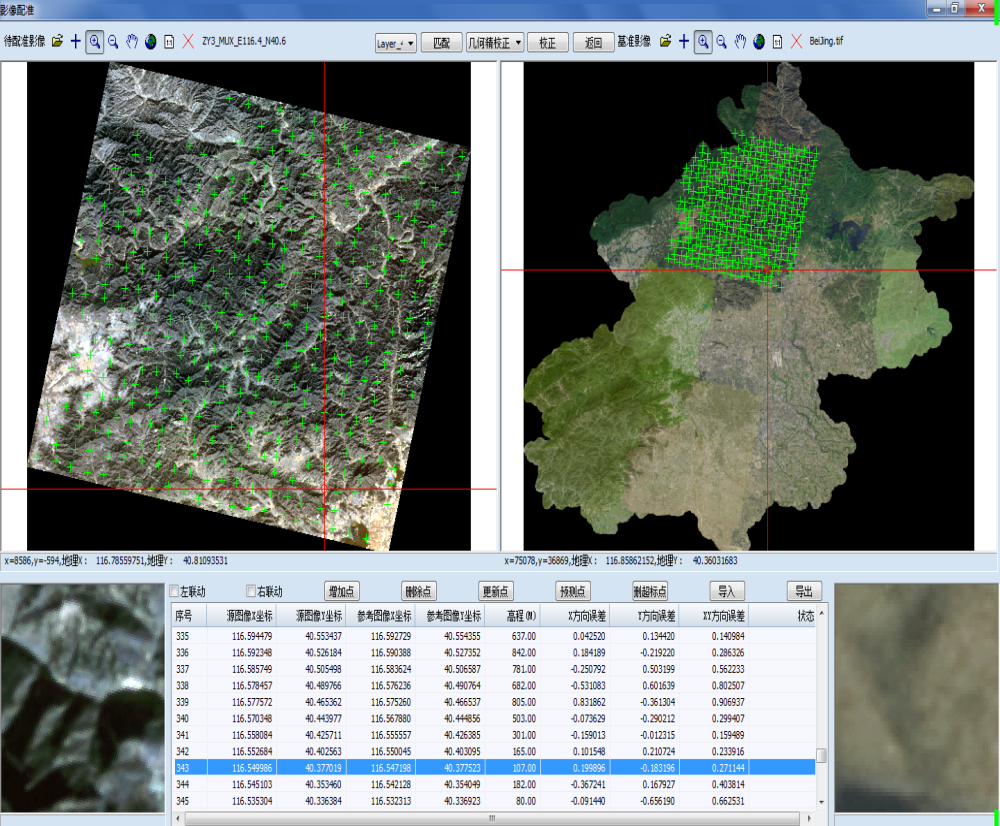 影像配准
待配准影像 1:1 ZY3_MUX_E116.4_N40.6 Layer_ 匹配 几何精校正 校正 返回 基准影像 1:1 BeiJing.tif
x=8586,y=-594,地理X: 116.78559751,地理Y: 40.81093531 x=75078,y=36869,地理X: 116.85862152,地理Y: 40.36031683
左联动 右联动 增加点 删除点 更新点 预测点 删超标点 导入 导出
序号 源图像X坐标 源图像Y坐标 参考图像X坐标 参考图像Y坐标 高程(M) X方向误差 Y方向误差 XY方向误差 状态
335 116.594479 40.553437 116.592729 40.554355 637.00 0.042520 0.134420 0.140984
336 116.592348 40.526184 116.590388 40.527352 842.00 0.184189 -0.219220 0.286326
337 116.585749 40.505498 116.583624 40.506587 781.00 -0.250792 0.503199 0.562233
338 116.578457 40.489766 116.576236 40.490764 682.00 -0.531083 0.601639 0.802507
339 116.577572 40.465362 116.575260 40.466537 805.00 0.831862 -0.361304 0.906937
340 116.570348 40.443977 116.567880 40.444856 503.00 -0.073629 -0.290212 0.299407
341 116.558084 40.425711 116.555557 40.426385 301.00 -0.159013 -0.012315 0.159489
342 116.552684 40.402563 116.550045 40.403095 165.00 0.101548 0.210724 0.233916
343 116.549986 40.377019 116.547198 40.377523 107.00 0.199896 -0.183196 0.271144
344 116.545103 40.353460 116.542128 40.354049 182.00 -0.367241 0.167927 0.403814
345 116.535304 40.336384 116.532313 40.336923 80.00 -0.091440 -0.656190 0.662531